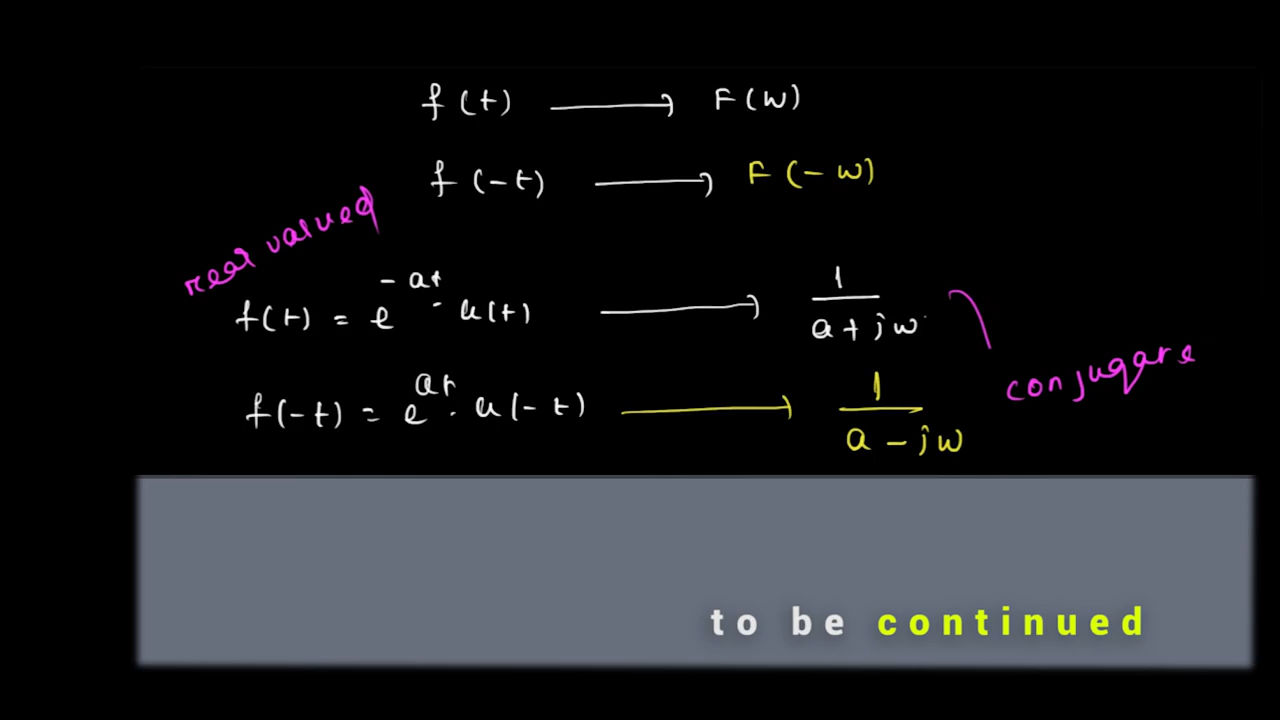 f(t) ⟶ F(w)
f(-t) ⟶ F(-w)
real valued
f(t) = e^{-at} · u(t) ⟶ 1/(a + jw)
conjugate
f(-t) = e^{at} · u(-t) ⟶ 1/(a - jw)
to be continued